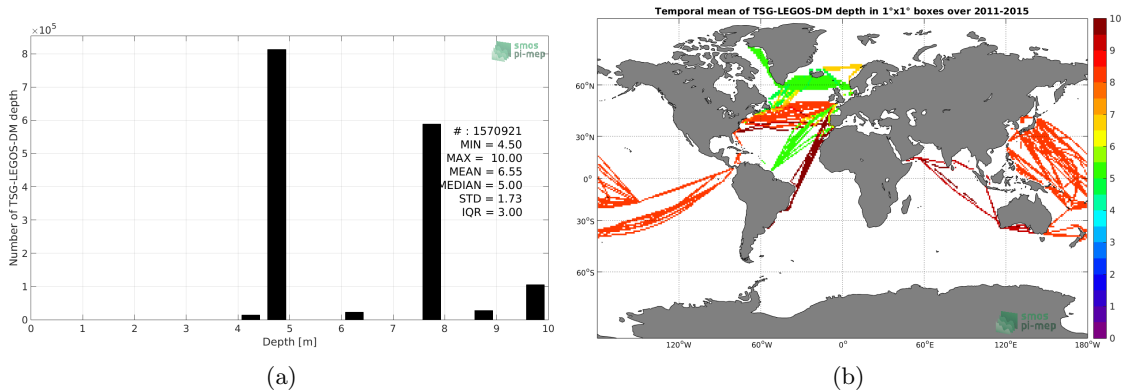 ×10⁵
8
7
6
5
4
3
2
1
0
Number of TSG-LEGOS-DM depth
smos
pi-mep
# : 1570921
MIN = 4.50
MAX = 10.00
MEAN = 6.55
MEDIAN = 5.00
STD = 1.73
IQR = 3.00
0 1 2 3 4 5 6 7 8 9 10
Depth [m]
(a)
Temporal mean of TSG-LEGOS-DM depth in 1°x1° boxes over 2011-2015
60°N
30°N
0°
30°S
60°S
120°W 60°W 0° 60°E 120°E 180°W
smos
pi-mep
10
9
8
7
6
5
4
3
2
1
0
(b)